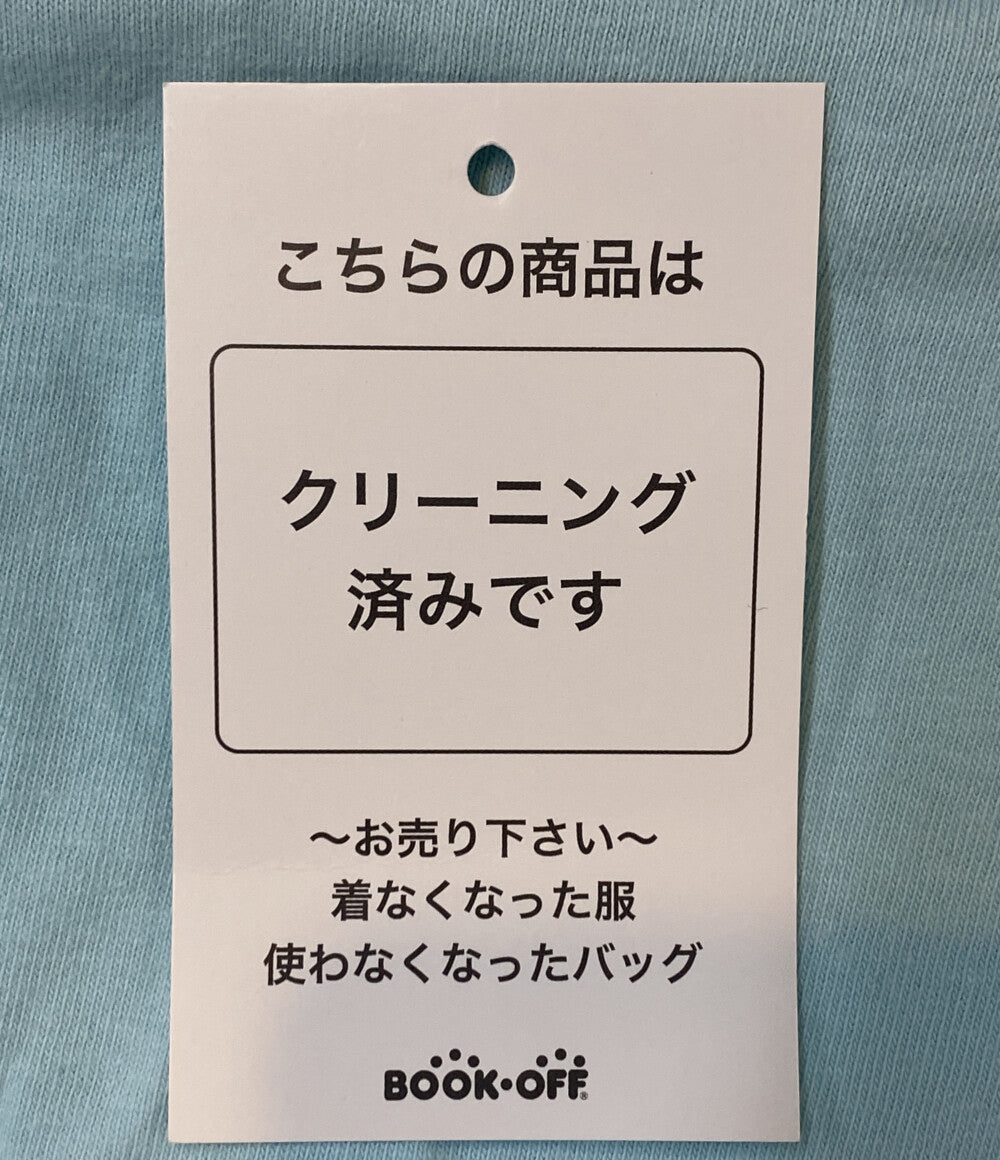 こちらの商品は
クリーニング
済みです
〜お売り下さい〜
着なくなった服
使わなくなったバッグ
BOOK・OFF®